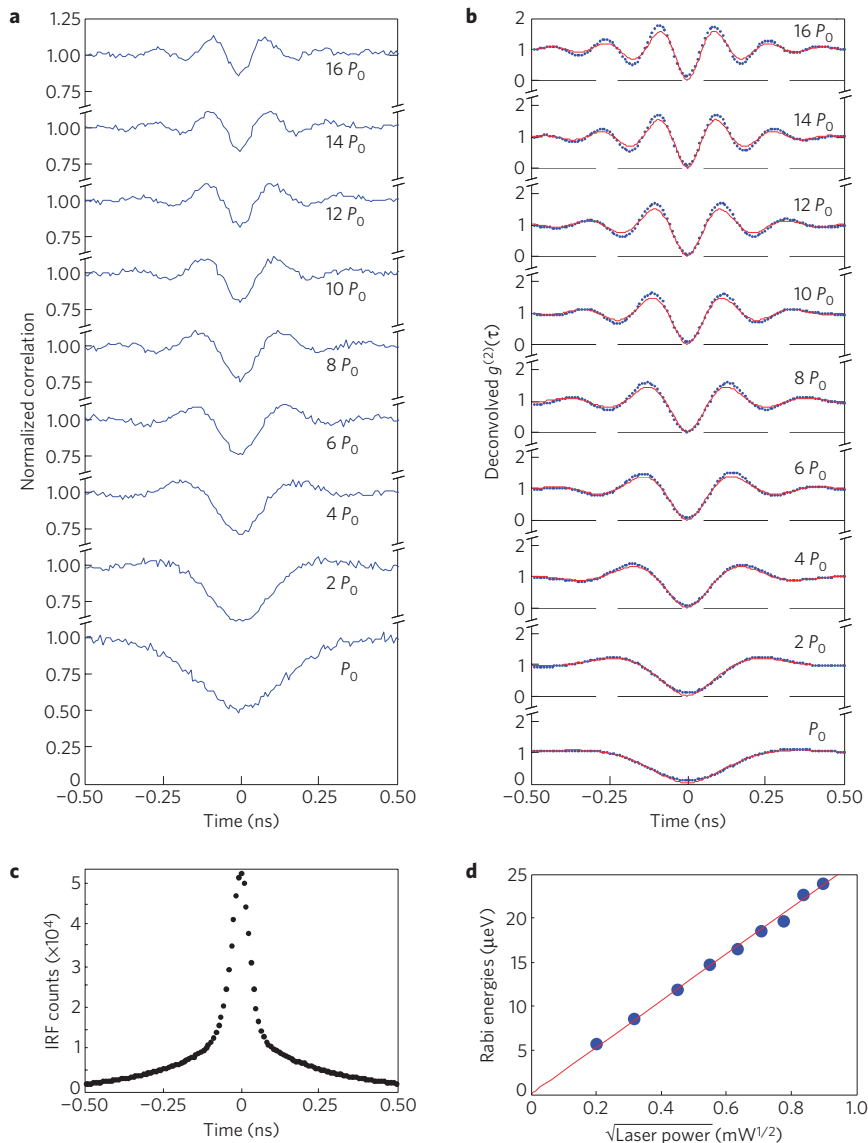 a
1.25
1.00
0.75
16 P0
1.00
0.75
14 P0
1.00
0.75
12 P0
1.00
0.75
10 P0
1.00
0.75
8 P0
1.00
0.75
6 P0
1.00
0.75
4 P0
1.00
0.75
2 P0
1.00
0.75
0.50
0.25
0
P0
Normalized correlation
−0.50 −0.25 0 0.25 0.50
Time (ns)
b
2
1
0
16 P0
2
1
0
14 P0
2
1
0
12 P0
2
1
0
10 P0
2
1
0
8 P0
2
1
0
6 P0
2
1
0
4 P0
2
1
0
2 P0
2
1
0
P0
Deconvolved g(2)(τ)
−0.50 −0.25 0 0.25 0.50
Time (ns)
c
5
4
3
2
1
0
IRF counts (×10⁴)
−0.50 −0.25 0 0.25 0.50
Time (ns)
d
25
20
15
10
5
0
Rabi energies (μeV)
0 0.2 0.4 0.6 0.8 1.0
√Laser power (mW1/2)